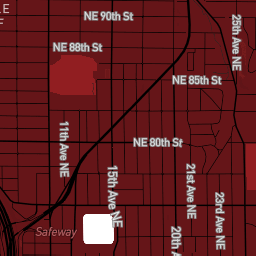 LE
NE 90th St
25th Ave NE
NE 88th St
NE 85th St
11th Ave NE
NE 80th St
15th Ave NE
21st Ave NE
23rd Ave NE
Safeway
20th A